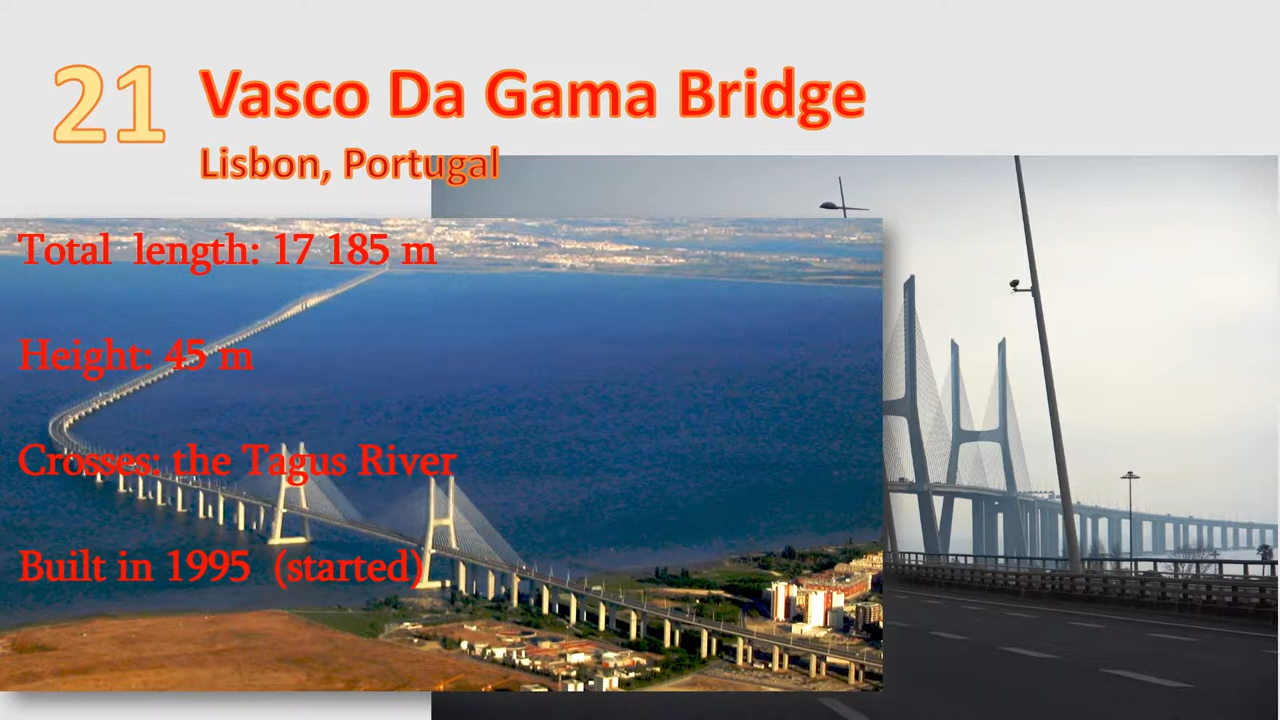 21
Vasco Da Gama Bridge
Lisbon, Portugal
Total length: 17 185 m
Height: 45 m
Crosses: the Tagus River
Built in 1995 (started)